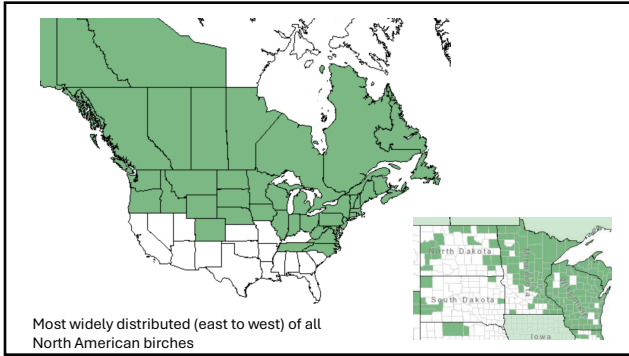 North Dakota
South Dakota
Iowa
Most widely distributed (east to west) of all
North American birches